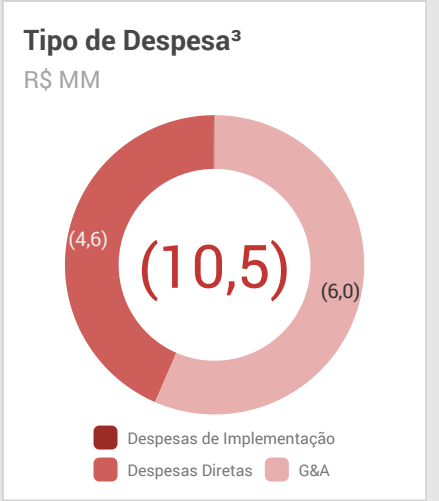 Tipo de Despesa³
R$ MM
(4,6)
(10,5)
(6,0)
Despesas de Implementação
Despesas Diretas G&A